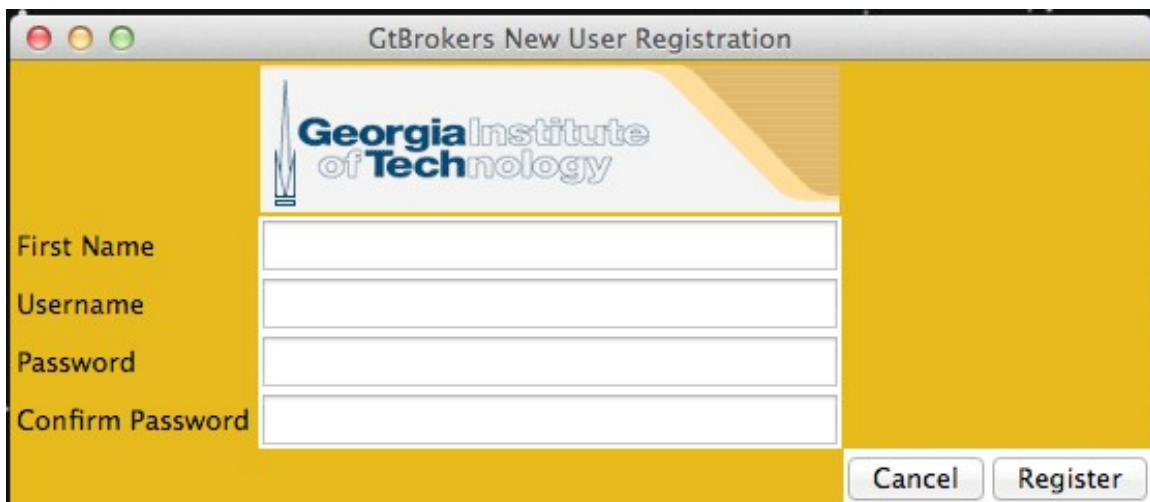 GtBrokers New User Registration
Georgia Institute
of Technology
First Name
Username
Password
Confirm Password
Cancel Register